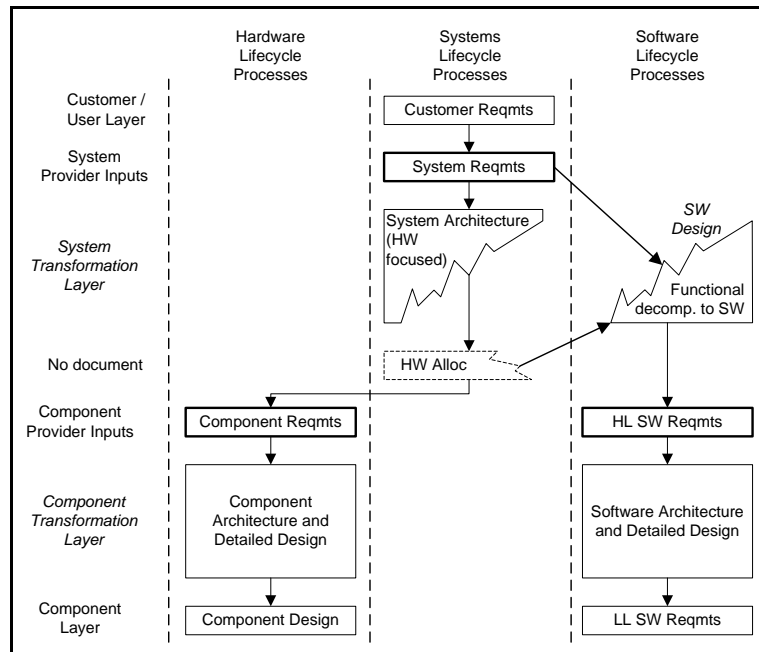 Hardware
Lifecycle
Processes
Systems
Lifecycle
Processes
Software
Lifecycle
Processes
Customer /
User Layer
Customer Reqmts
System
Provider Inputs
System Reqmts
System
Transformation
Layer
System Architecture
(HW
focused)
SW
Design
Functional
decomp. to SW
No document
HW Alloc
Component
Provider Inputs
Component Reqmts
HL SW Reqmts
Component
Transformation
Layer
Component
Architecture and
Detailed Design
Software Architecture
and Detailed Design
Component
Layer
Component Design
LL SW Reqmts